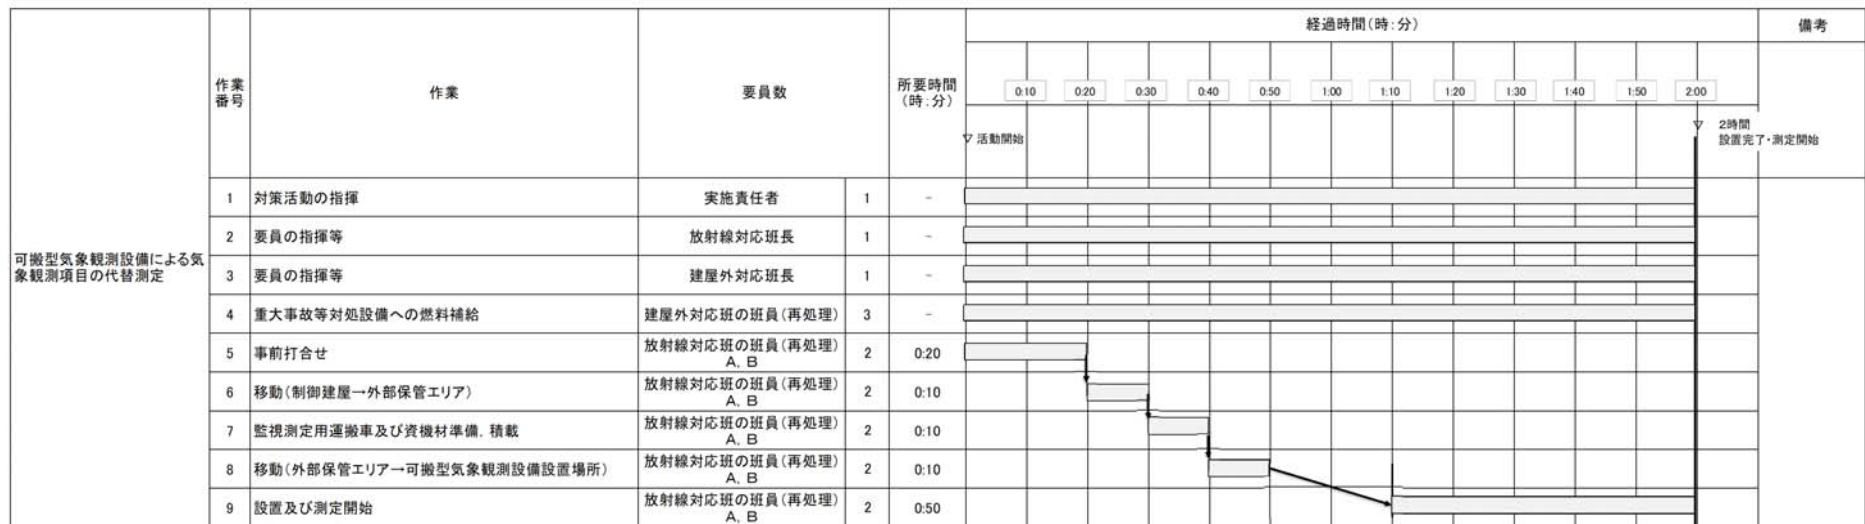 経過時間(時:分)
備考
作業
番号
作業
要員数
所要時間
(時:分)
0:10
0:20
0:30
0:40
0:50
1:00
1:10
1:20
1:30
1:40
1:50
2:00
▽ 活動開始
▽ 2時間
設置完了・測定開始
可搬型気象観測設備による気
象観測項目の代替測定
1 対策活動の指揮 実施責任者 1 -
2 要員の指揮等 放射線対応班長 1 -
3 要員の指揮等 建屋外対応班長 1 -
4 重大事故等対処設備への燃料補給 建屋外対応班の班員(再処理) 3 -
5 事前打合せ 放射線対応班の班員(再処理) 2 0:20
A, B
6 移動(制御建屋→外部保管エリア) 放射線対応班の班員(再処理) 2 0:10
A, B
7 監視測定用運搬車及び資機材準備, 積載 放射線対応班の班員(再処理) 2 0:10
A, B
8 移動(外部保管エリア→可搬型気象観測設備設置場所) 放射線対応班の班員(再処理) 2 0:10
A, B
9 設置及び測定開始 放射線対応班の班員(再処理) 2 0:50
A, B